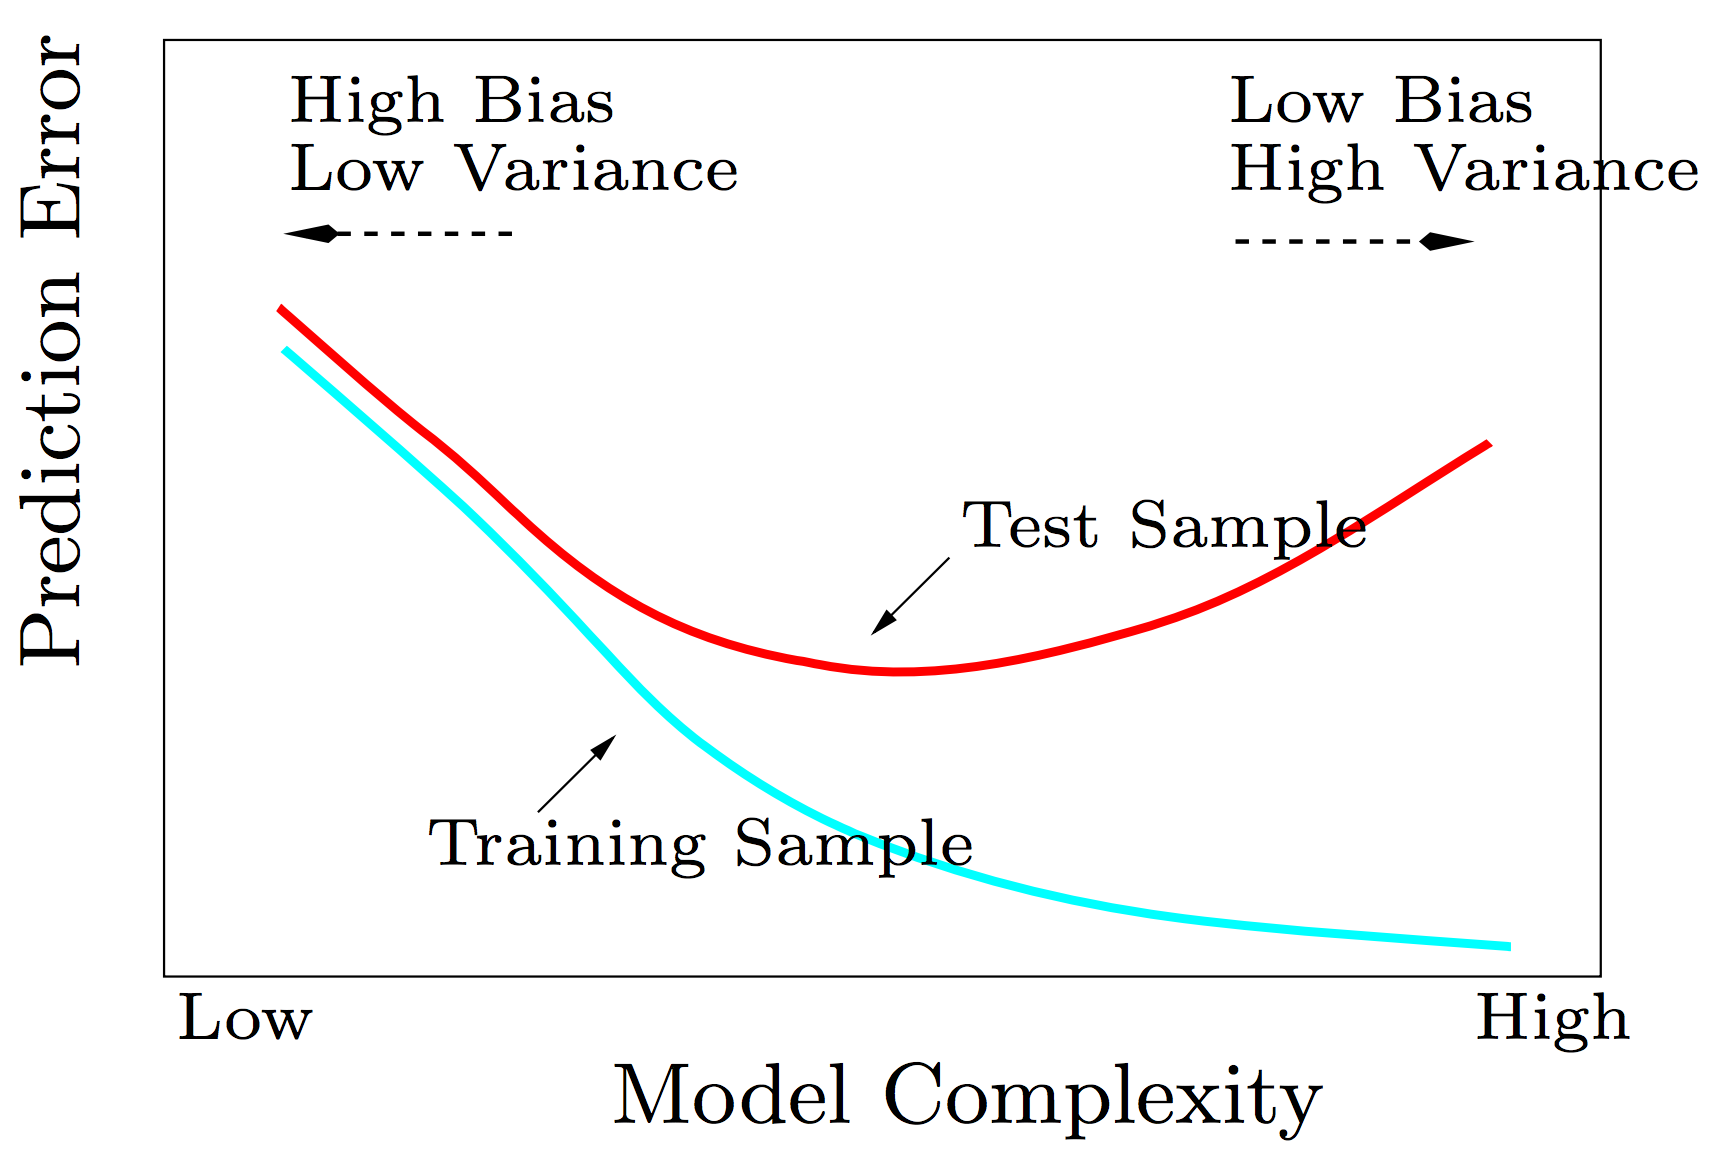 Prediction Error
High Bias
Low Variance
Low Bias
High Variance
Test Sample
Training Sample
Low
High
Model Complexity